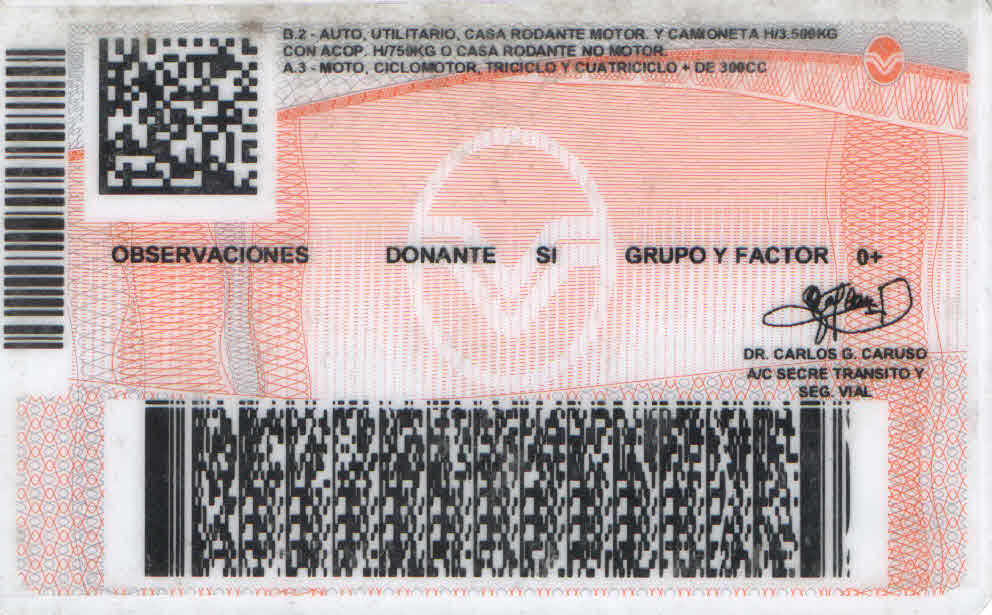 B.2 - AUTO, UTILITARIO, CASA RODANTE MOTOR. Y CAMIONETA H/3.500KG
CON ACOP. H/750KG O CASA RODANTE NO MOTOR.
A.3 - MOTO, CICLOMOTOR, TRICICLO Y CUATRICICLO + DE 300CC
OBSERVACIONES DONANTE SI GRUPO Y FACTOR 0+
DR. CARLOS G. CARUSO
A/C SECRE TRANSITO Y
SEG. VIAL